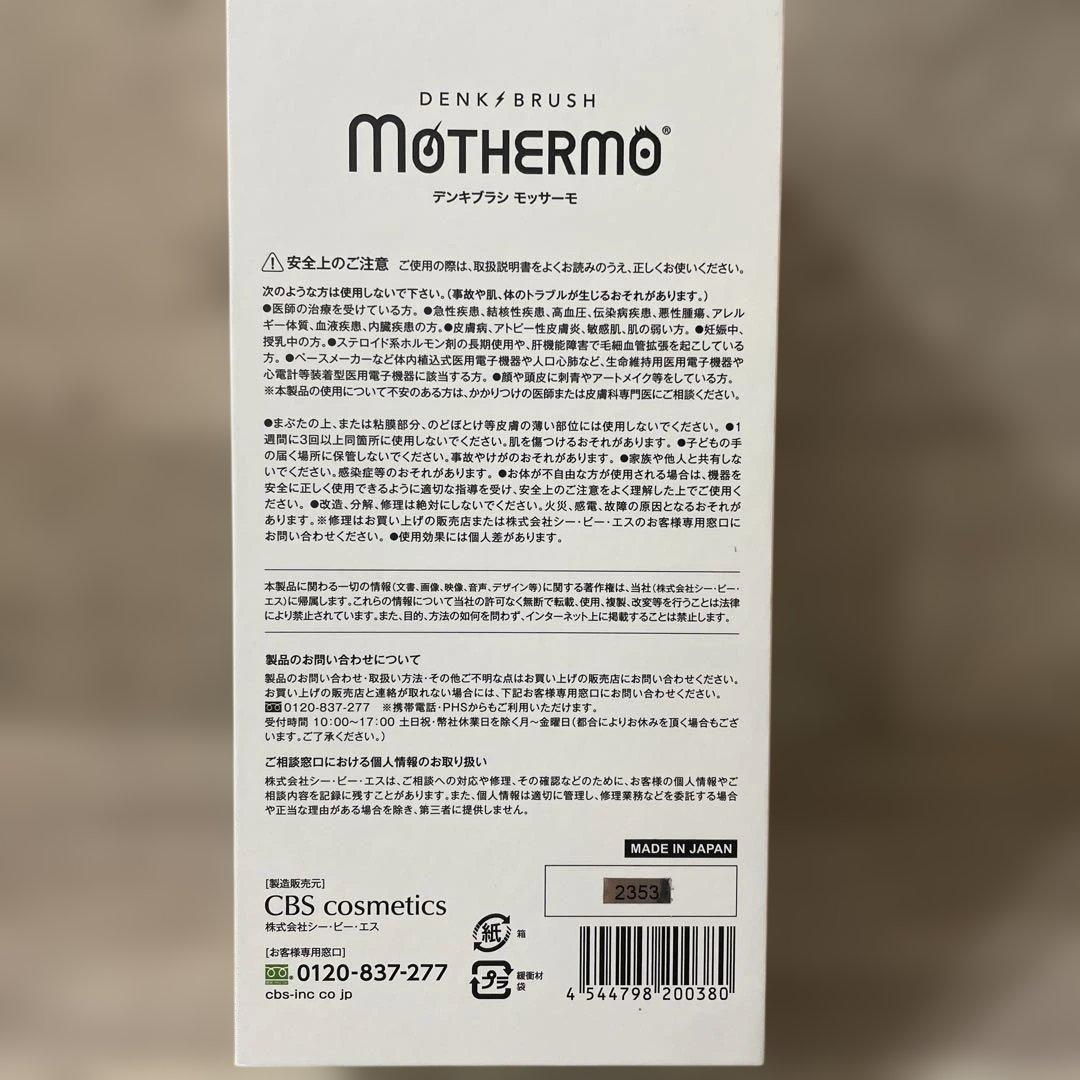 DENK BRUSH
MOTHERMO®
デンキブラシ モッサーモ
安全上のご注意 ご使用の際は、取扱説明書をよくお読みのうえ、正しくお使いください。
次のような方は使用しないで下さい。(事故や肌、体のトラブルが生じるおそれがあります。)
●医師の治療を受けている方。●急性疾患、結核性疾患、高血圧、伝染病疾患、悪性腫瘍、アレル
ギー体質、血液疾患、内臓疾患の方。●皮膚病、アトピー性皮膚炎、敏感肌、肌の弱い方。●妊娠中、
授乳中の方。●ステロイド系ホルモン剤の長期使用や、肝機能障害で毛細血管拡張を起こしている
方。●ペースメーカーなど体内植込式医用電子機器や人口心肺など、生命維持用医用電子機器や
心電計等装着型医用電子機器に該当する方。●顔や頭皮に刺青やアートメイク等をしている方。
※本製品の使用について不安のある方は、かかりつけの医師または皮膚科専門医にご相談ください。
●まぶたの上、または粘膜部分、のどぼとけ等皮膚の薄い部位には使用しないでください。●1
週間に3回以上同箇所に使用しないでください。肌を傷つけるおそれがあります。●子どもの手
の届く場所に保管しないでください。事故やけがのおそれがあります。●家族や他人と共有しな
いでください。感染症等のおそれがあります。●お体が不自由な方が使用される場合は、機器を
安全に正しく使用できるように適切な指導を受け、安全上のご注意をよく理解した上でご使用く
ださい。●改造、分解、修理は絶対にしないでください。火災、感電、故障の原因となるおそれが
あります。※修理はお買い上げの販売店または株式会社シー・ビー・エスのお客様専用窓口に
お問い合わせください。●使用効果には個人差があります。
本製品に関わる一切の情報(文書、画像、映像、音声、デザイン等)に関する著作権は、当社(株式会社シー・ビー・
エス)に帰属します。これらの情報について当社の許可なく無断で転載、使用、複製、改変等を行うことは法律
により禁止されています。また、目的、方法の如何を問わず、インターネット上に掲載することは禁止します。
製品のお問い合わせについて
製品のお問い合わせ・取扱い方法・その他ご不明な点はお買い上げの販売店にお問い合わせください。
お買い上げの販売店と連絡が取れない場合には、下記お客様専用窓口にお問い合わせください。
0120-837-277 ※携帯電話・PHSからもご利用いただけます。
受付時間 10:00~17:00 土日祝・弊社休業日を除く月~金曜日(都合によりお休みを頂く場合もござ
います。ご了承ください。)
ご相談窓口における個人情報のお取り扱い
株式会社シー・ビー・エスは、ご相談への対応や修理、その確認などのために、お客様の個人情報やご
相談内容を記録に残すことがあります。また、個人情報は適切に管理し、修理業務などを委託する場合
や正当な理由がある場合を除き、第三者に提供しません。
MADE IN JAPAN
2353
[製造販売元]
CBS cosmetics
株式会社シー・ビー・エス
[お客様専用窓口]
0120-837-277
cbs-inc co jp
紙 箱
プラ 緩衝材
袋
4 544798 200380